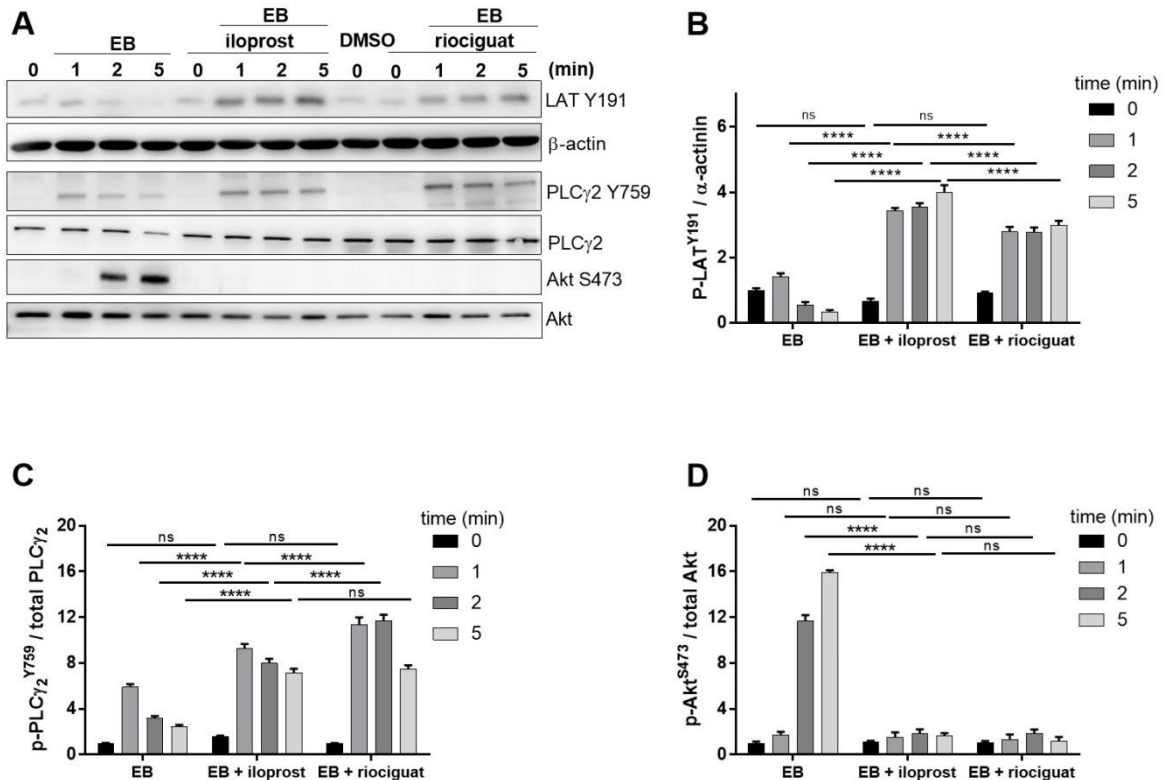 A
EB
EB
EB
iloprost
DMSO
riociguat
0 1 2 5 0 1 2 5 0 0 1 2 5 (min)
LAT Y191
β-actin
PLCγ2 Y759
PLCγ2
Akt S473
Akt
B
time (min)
0
1
2
5
ns ns
**** ****
**** ****
**** ****
P-LAT^Y191 / α-actinin
6
4
2
0
EB EB + iloprost EB + riociguat
C
time (min)
0
1
2
5
ns ns
**** ****
**** ****
**** ns
p-PLCγ₂^Y759 / total PLCγ₂
20
16
12
8
4
0
EB EB + iloprost EB + riociguat
D
time (min)
0
1
2
5
ns ns
ns ns
**** ns
**** ns
p-Akt^S473 / total Akt
20
16
12
8
4
0
EB EB + iloprost EB + riociguat